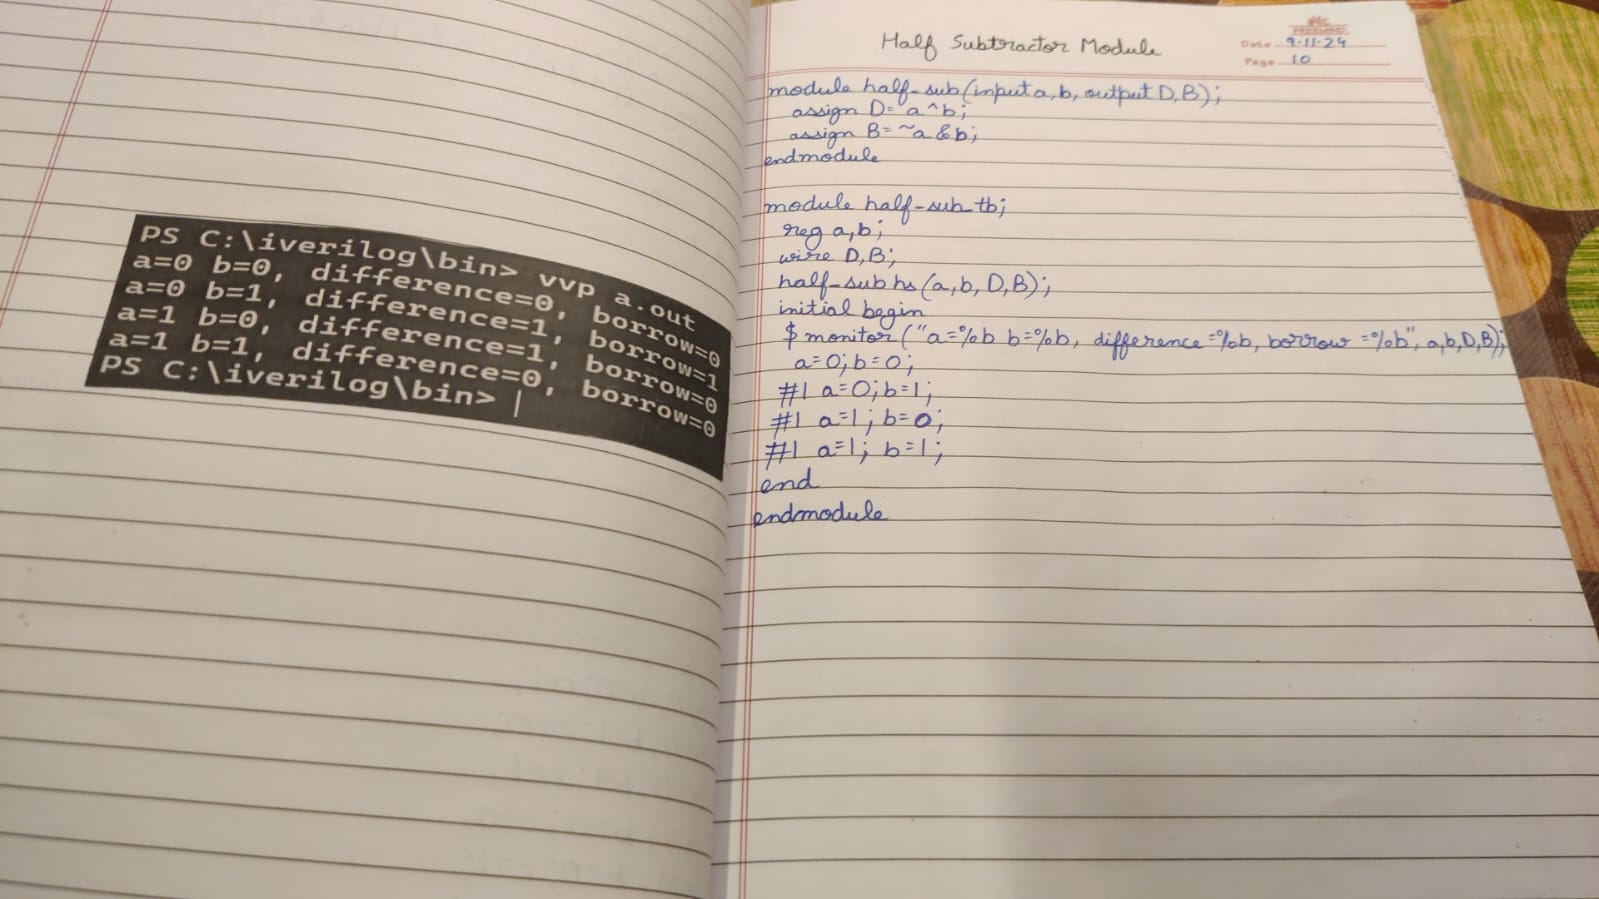 PS C:\iverilog\bin> vvp a.out
a=0 b=0, difference=0, borrow=0
a=0 b=1, difference=1, borrow=1
a=1 b=0, difference=1, borrow=0
a=1 b=1, difference=0, borrow=0
PS C:\iverilog\bin> |
Half Subtractor Module
FREEMIND
Date 9.11.24
Page 10
module half-sub(input a, b, output D,B);
assign D= a^b;
assign B= ~a &b;
endmodule
module half-sub_tb;
reg a,b;
wire D,B;
half-sub hs(a,b,D,B);
initial begin
$ monitor ("a=%b b=%b, difference=%b, borrow=%b", a,b,D,B);
a=0; b=0;
#1 a=0; b=1;
#1 a=1; b=0;
#1 a=1; b=1;
end
endmodule